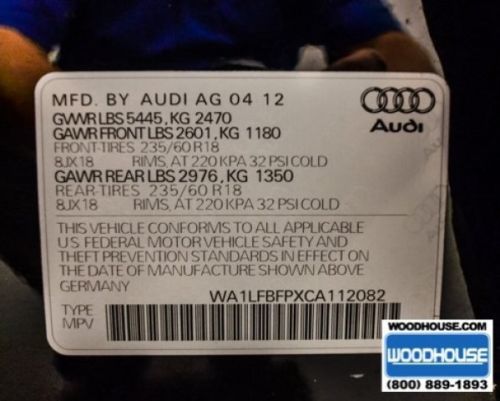 MFD. BY AUDI AG 04 12
GVWR LBS 5445, KG 2470
GAWR FRONT LBS 2601, KG 1180
FRONT-TIRES 235/60 R18
8JX18 RIMS, AT 220 KPA 32 PSI COLD
GAWR REAR LBS 2976, KG 1350
REAR-TIRES 235/60 R18
8JX18 RIMS, AT 220 KPA 32 PSI COLD
Audi
THIS VEHICLE CONFORMS TO ALL APPLICABLE
U.S FEDERAL MOTOR VEHICLE SAFETY AND
THEFT PREVENTION STANDARDS IN EFFECT ON
THE DATE OF MANUFACTURE SHOWN ABOVE
GERMANY
WA1LFBFPXCA112082
TYPE
MPV
WOODHOUSE.COM
WOODHOUSE
(800) 889-1893